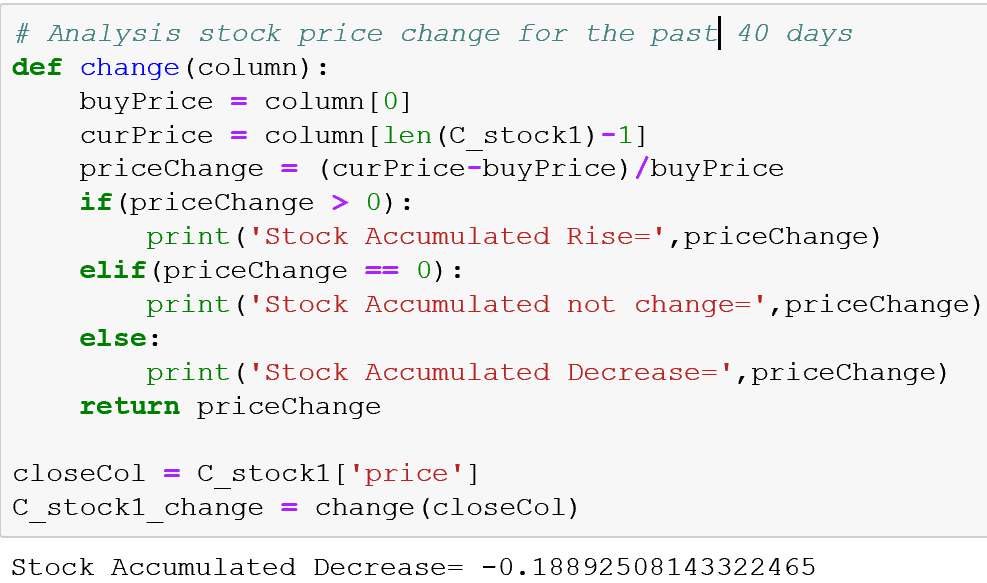 # Analysis stock price change for the past 40 days
def change(column):
    buyPrice = column[0]
    curPrice = column[len(C_stock1)-1]
    priceChange = (curPrice-buyPrice)/buyPrice
    if(priceChange > 0):
        print('Stock Accumulated Rise=',priceChange)
    elif(priceChange == 0):
        print('Stock Accumulated not change=',priceChange)
    else:
        print('Stock Accumulated Decrease=',priceChange)
    return priceChange

closeCol = C_stock1['price']
C_stock1_change = change(closeCol)
Stock Accumulated Decrease= -0.18892508143322465